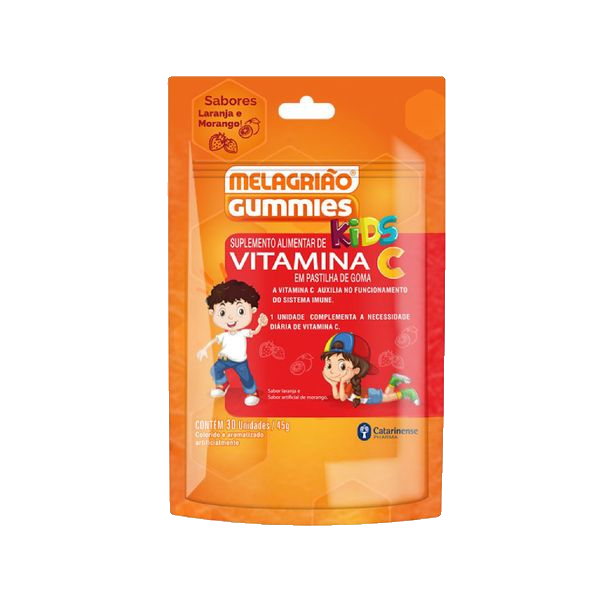 Sabores
Laranja e
Morango!
MELAGRIÃO®
GUMMIES
KIDS
SUPLEMENTO ALIMENTAR DE
VITAMINA C
EM PASTILHA DE GOMA
A VITAMINA C AUXILIA NO FUNCIONAMENTO
DO SISTEMA IMUNE.
1 UNIDADE COMPLEMENTA A NECESSIDADE
DIÁRIA DE VITAMINA C.
Sabor laranja e
Sabor artificial de morango.
CONTÉM 30 Unidades / 45g
Colorido e aromatizado
artificialmente
Catarinense
PHARMA